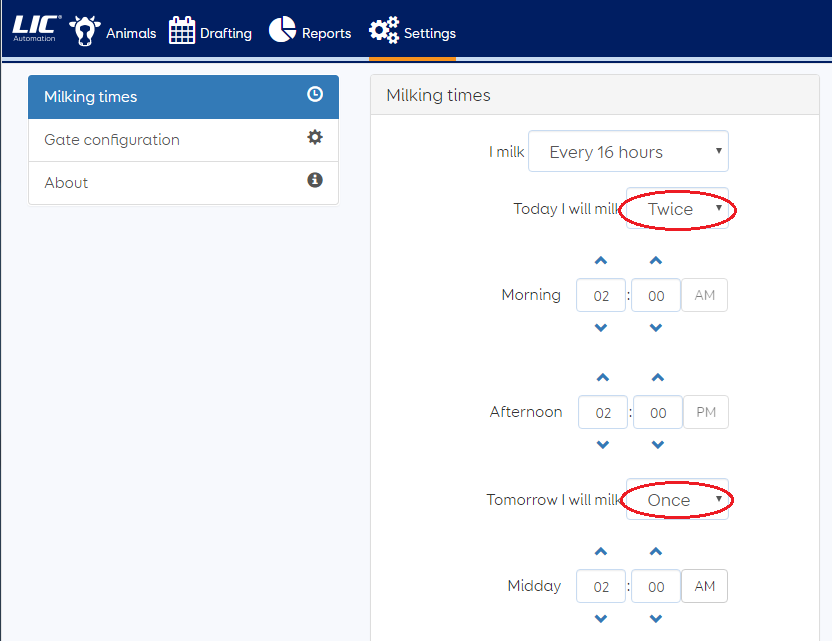 LIC® Animals Drafting Reports Settings
Automation
Milking times
Gate configuration
About
Milking times
I milk Every 16 hours
Today I will milk Twice
Morning 02 : 00 AM
Afternoon 02 : 00 PM
Tomorrow I will milk Once
Midday 02 : 00 AM